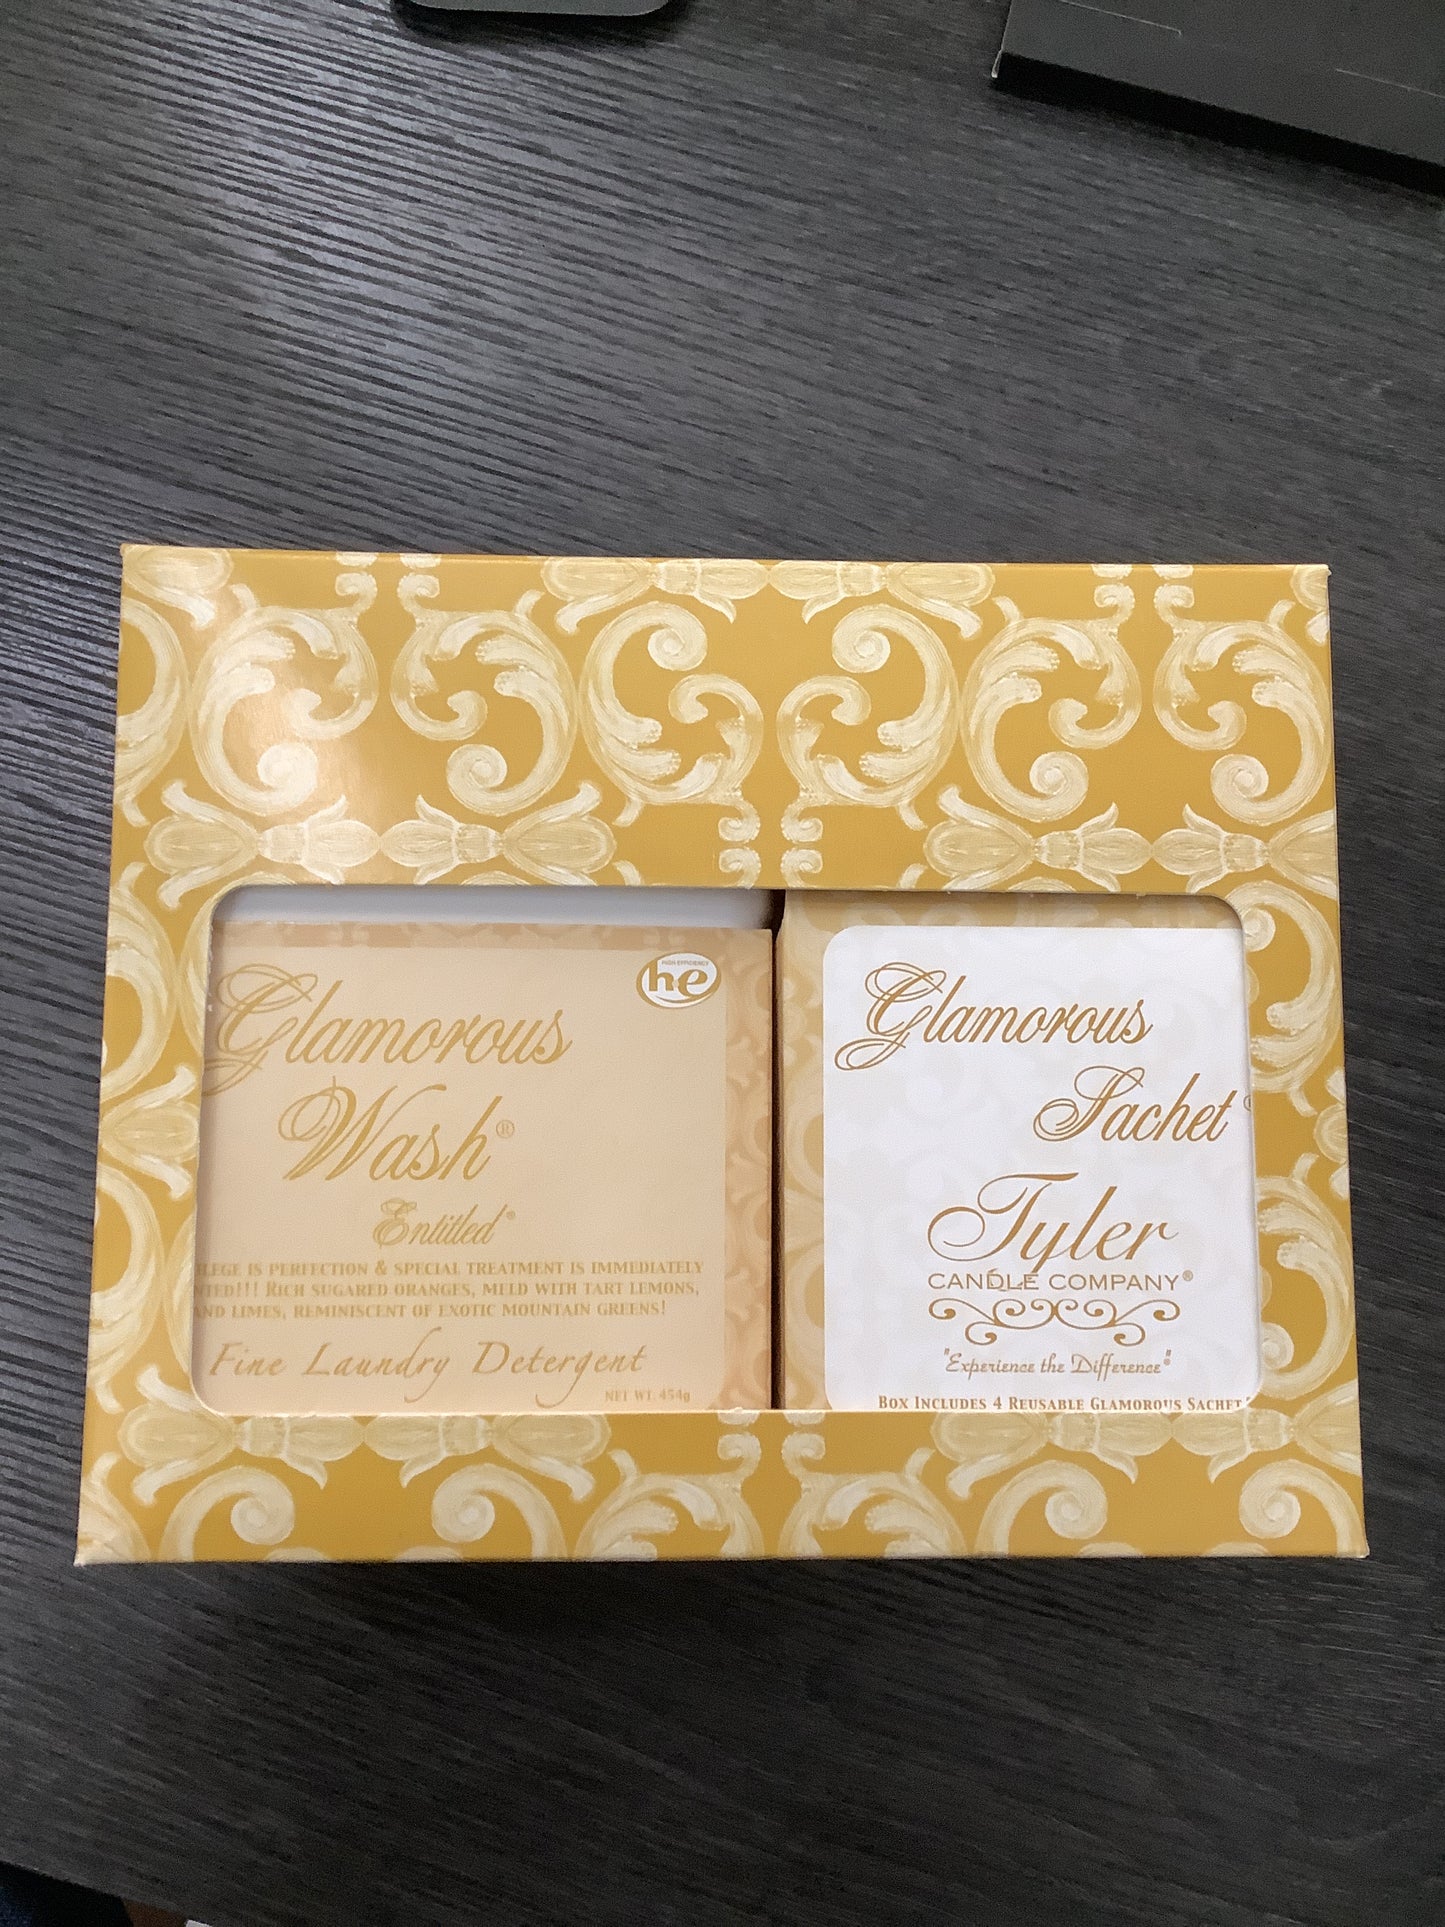 HIGH EFFICIENCY
he
Glamorous
Wash®
Entitled®
IS PERFECTION & SPECIAL TREATMENT IS IMMEDIATELY
RICH SUGARED ORANGES, MELD WITH TART LEMONS,
AND LIMES, REMINISCENT OF EXOTIC MOUNTAIN GREENS!
Fine Laundry Detergent
NET WT. 454g
Glamorous
Sachet®
Tyler
CANDLE COMPANY®
"Experience the Difference"®
BOX INCLUDES 4 REUSABLE GLAMOROUS SACHET